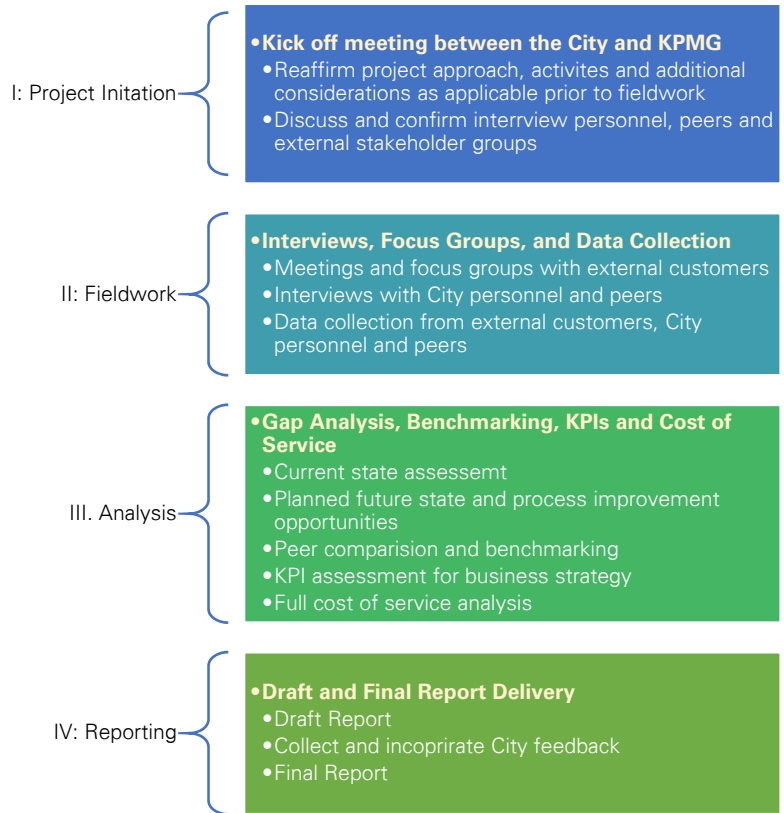 I: Project Initation
•Kick off meeting between the City and KPMG
•Reaffirm project approach, activites and additional
considerations as applicable prior to fieldwork
•Discuss and confirm interrview personnel, peers and
external stakeholder groups
II: Fieldwork
•Interviews, Focus Groups, and Data Collection
•Meetings and focus groups with external customers
•Interviews with City personnel and peers
•Data collection from external customers, City
personnel and peers
III. Analysis
•Gap Analysis, Benchmarking, KPIs and Cost of
Service
•Current state assessemt
•Planned future state and process improvement
opportunities
•Peer comparision and benchmarking
•KPI assessment for business strategy
•Full cost of service analysis
IV: Reporting
•Draft and Final Report Delivery
•Draft Report
•Collect and incoprirate City feedback
•Final Report